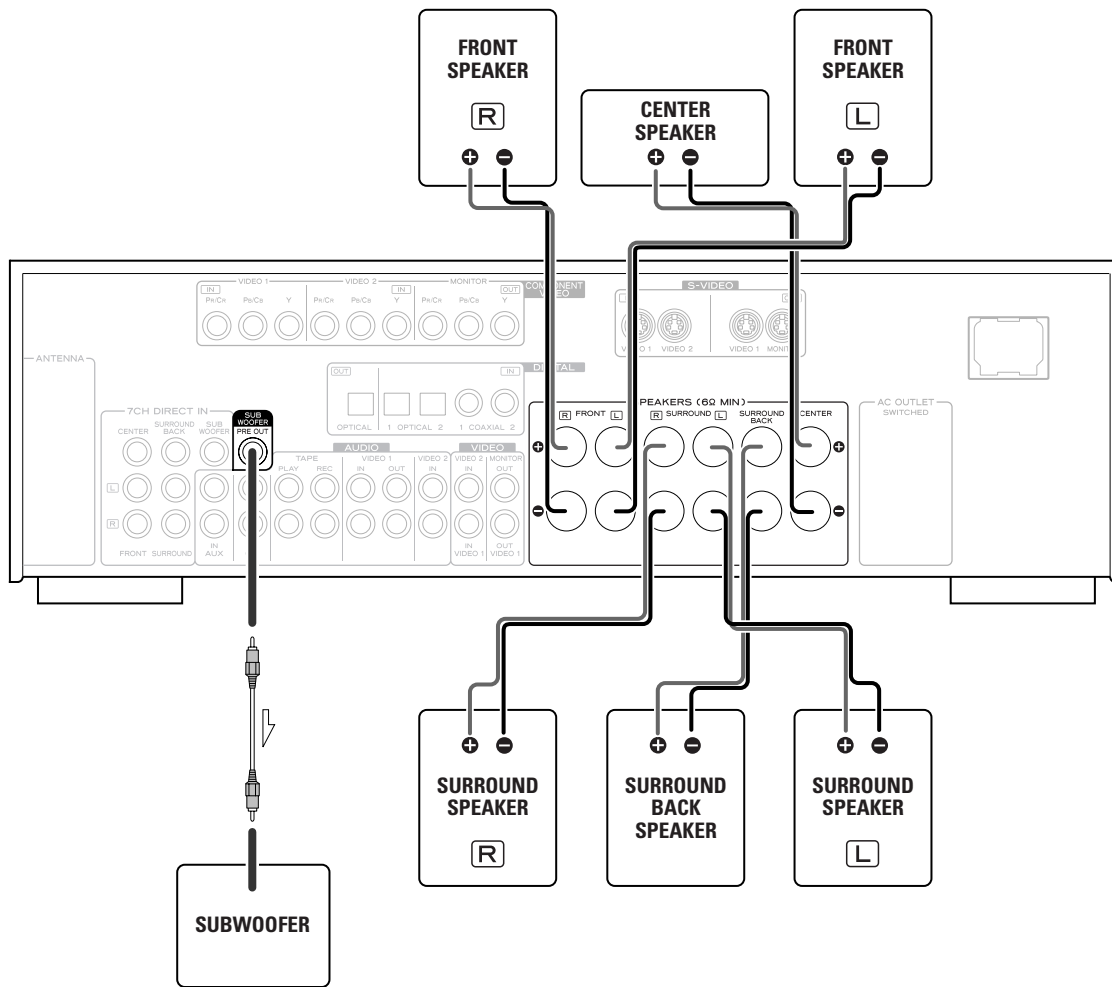 FRONT
SPEAKER
R
CENTER
SPEAKER
FRONT
SPEAKER
L
VIDEO 1
VIDEO 2
MONITOR
IN
IN
OUT
PR/CR PB/CB Y PR/CR PB/CB Y PR/CR PB/CB Y
COMPONENT
VIDEO
S-VIDEO
VIDEO 2 VIDEO 1
ANTENNA
OUT
IN
OPTICAL 1 OPTICAL 2 1 COAXIAL 2
7CH DIRECT IN
CENTER
SURROUND
BACK
SUB
WOOFER
SUB
WOOFER
PRE OUT
L
R
FRONT SURROUND
IN
AUX
AUDIO
VIDEO
TAPE
VIDEO 1
VIDEO 2
VIDEO 2
MONITOR
PLAY REC IN OUT IN IN OUT
IN
VIDEO 1
OUT
VIDEO 1
PEAKERS (6Ω MIN)
R FRONT L
R SURROUND L
SURROUND
BACK
CENTER
AC OUTLET
SWITCHED
SURROUND
SPEAKER
R
SURROUND
BACK
SPEAKER
SURROUND
SPEAKER
L
SUBWOOFER